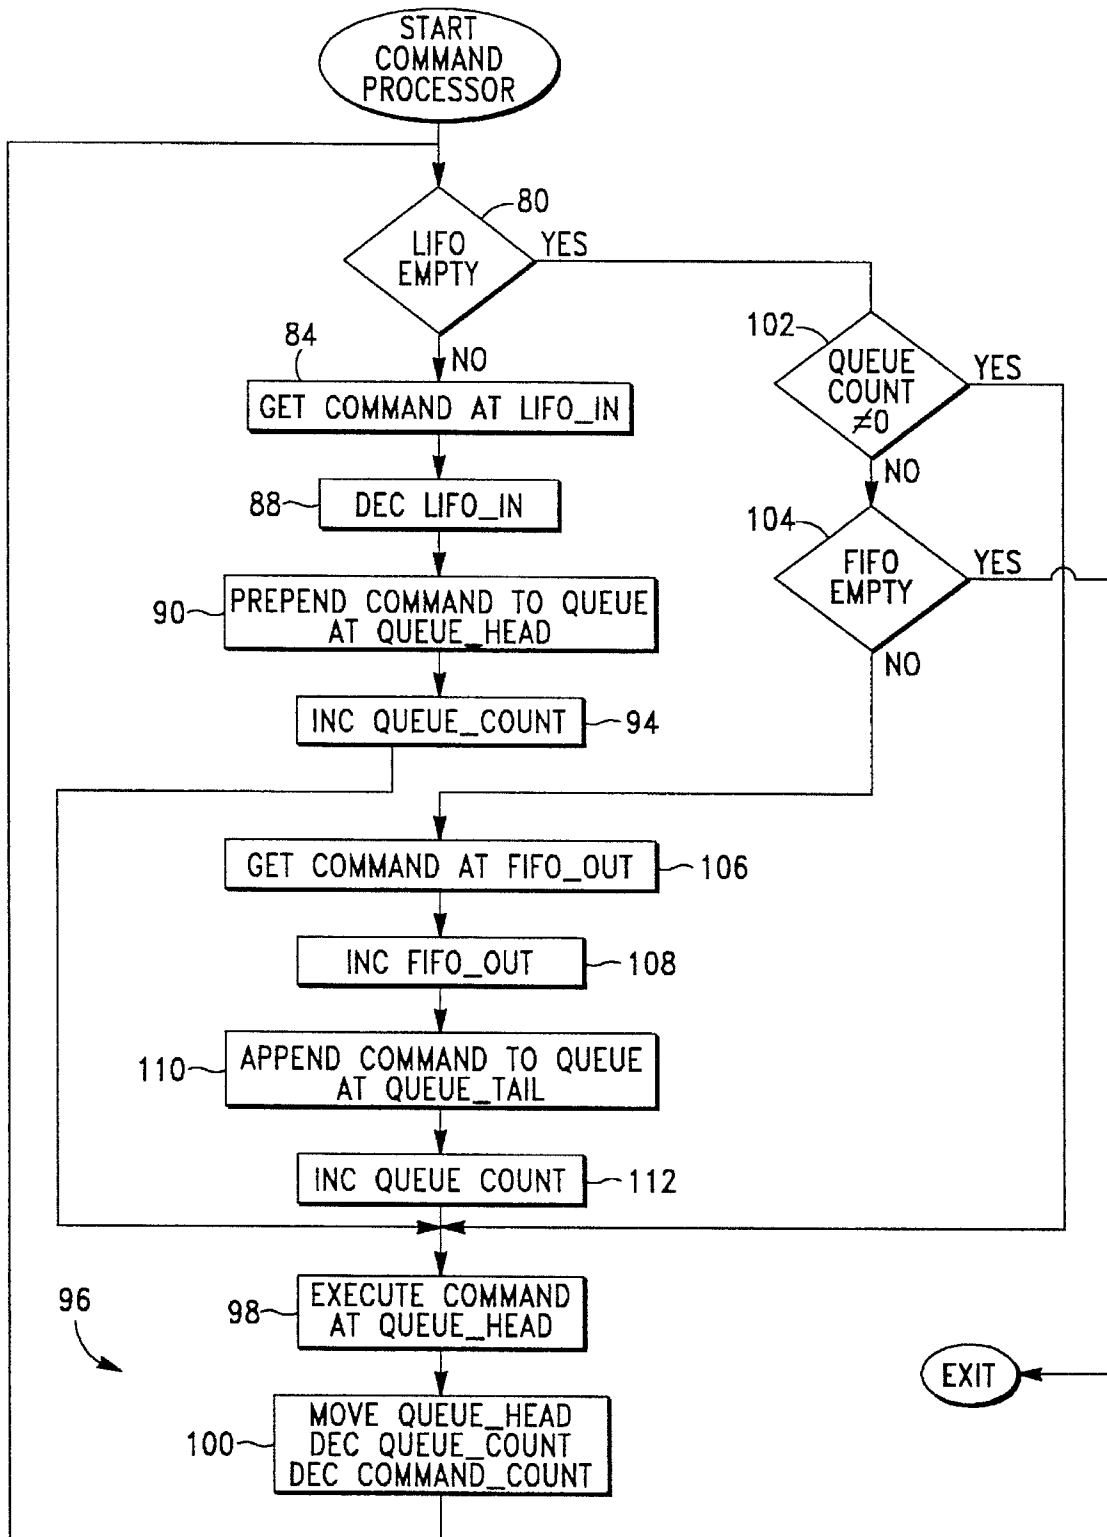 START
COMMAND
PROCESSOR
80
LIFO
EMPTY
YES
NO
84
GET COMMAND AT LIFO_IN
102
QUEUE
COUNT
≠0
YES
NO
88
DEC LIFO_IN
104
FIFO
EMPTY
YES
NO
90
PREPEND COMMAND TO QUEUE
AT QUEUE_HEAD
INC QUEUE_COUNT
94
GET COMMAND AT FIFO_OUT
106
INC FIFO_OUT
108
110
APPEND COMMAND TO QUEUE
AT QUEUE_TAIL
INC QUEUE COUNT
112
96
98
EXECUTE COMMAND
AT QUEUE_HEAD
EXIT
100
MOVE QUEUE_HEAD
DEC QUEUE_COUNT
DEC COMMAND_COUNT